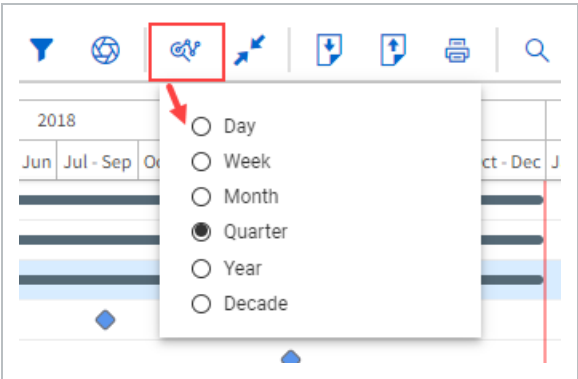 2018
Jun Jul - Sep Oc ct - Dec J
Day
Week
Month
Quarter
Year
Decade